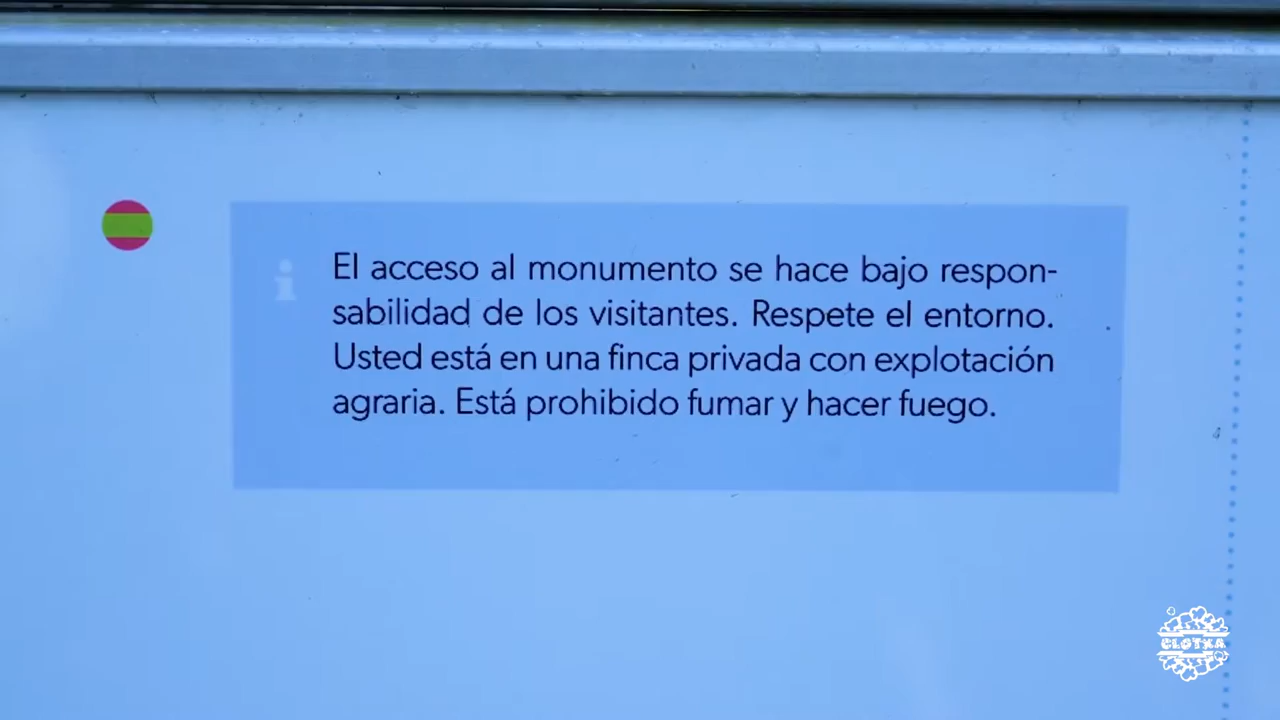 El acceso al monumento se hace bajo respon-
sabilidad de los visitantes. Respete el entorno.
Usted está en una finca privada con explotación
agraria. Está prohibido fumar y hacer fuego.
CLOTXA